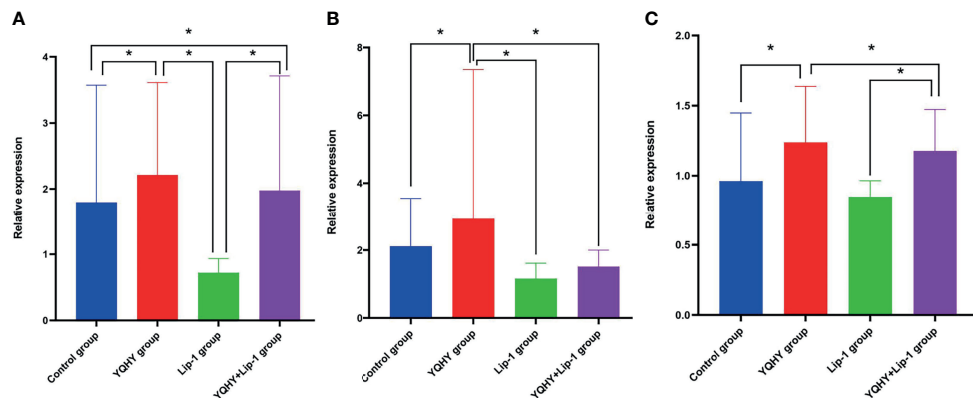 A
Relative expression
4
3
2
1
0
*
*
*
*
Control group
YQHY group
Lip-1 group
YQHY+Lip-1 group
B
Relative expression
8
6
4
2
0
*
*
*
Control group
YQHY group
Lip-1 group
YQHY+Lip-1 group
C
Relative expression
2.0
1.5
1.0
0.5
0.0
*
*
*
Control group
YQHY group
Lip-1 group
YQHY+Lip-1 group